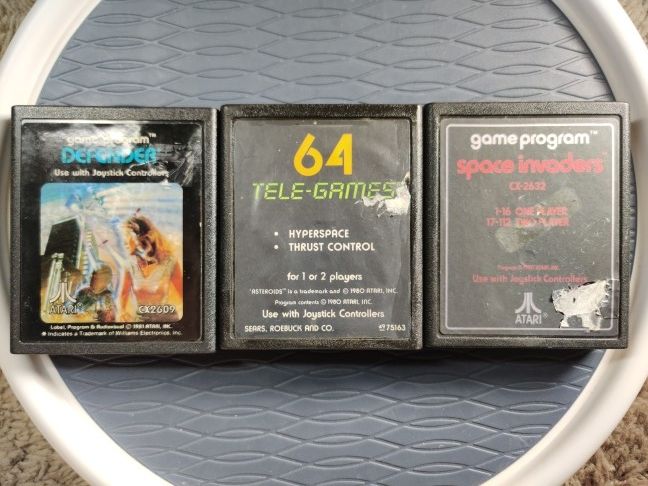 game program™
DEFENDER
Use with Joystick Controllers
ATARI
CX2609
Label, Program & Audiovisual © 1981 ATARI, INC.
Indicates a Trademark of Williams Electronics, Inc.
64
TELE-GAMES
• HYPERSPACE
• THRUST CONTROL
for 1 or 2 players
"ASTEROIDS" is a trademark and © 1980 ATARI, INC.
Program contents © 1980 ATARI, INC.
Use with Joystick Controllers
SEARS, ROEBUCK AND CO.
75163
game program™
space invaders™
CX-2632
1-16 ONE PLAYER
17-112 TWO PLAYER
Use with Joystick Controllers
ATARI